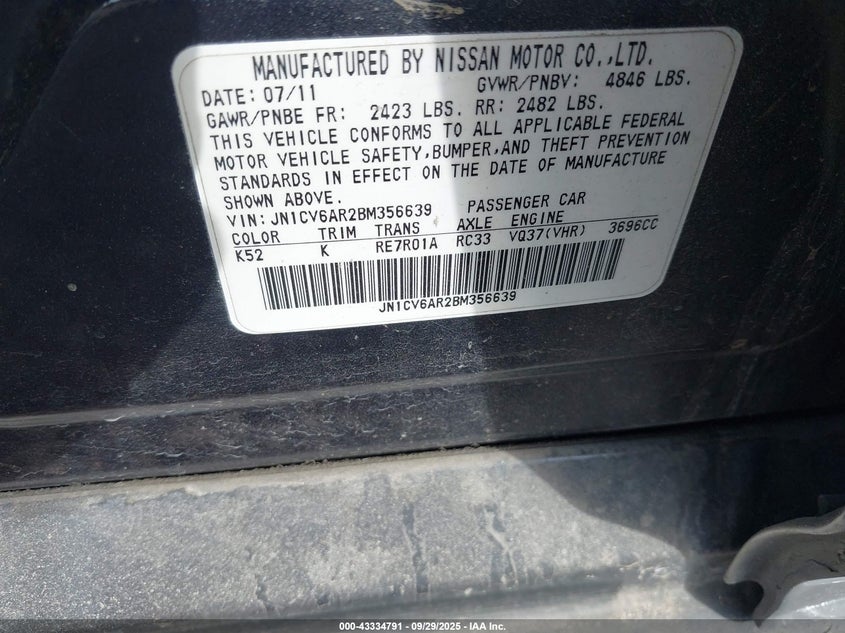 MANUFACTURED BY NISSAN MOTOR CO.,LTD.
DATE: 07/11 GVWR/PNBV: 4846 LBS.
GAWR/PNBE FR: 2423 LBS. RR: 2482 LBS.
THIS VEHICLE CONFORMS TO ALL APPLICABLE FEDERAL
MOTOR VEHICLE SAFETY,BUMPER,AND THEFT PREVENTION
STANDARDS IN EFFECT ON THE DATE OF MANUFACTURE
SHOWN ABOVE.
VIN: JN1CV6AR2BM356639 PASSENGER CAR
COLOR TRIM TRANS AXLE ENGINE
K52 K RE7R01A RC33 VQ37(VHR) 3696CC
JN1CV6AR2BM356639
000-43334791 - 09/29/2025 - IAA Inc.